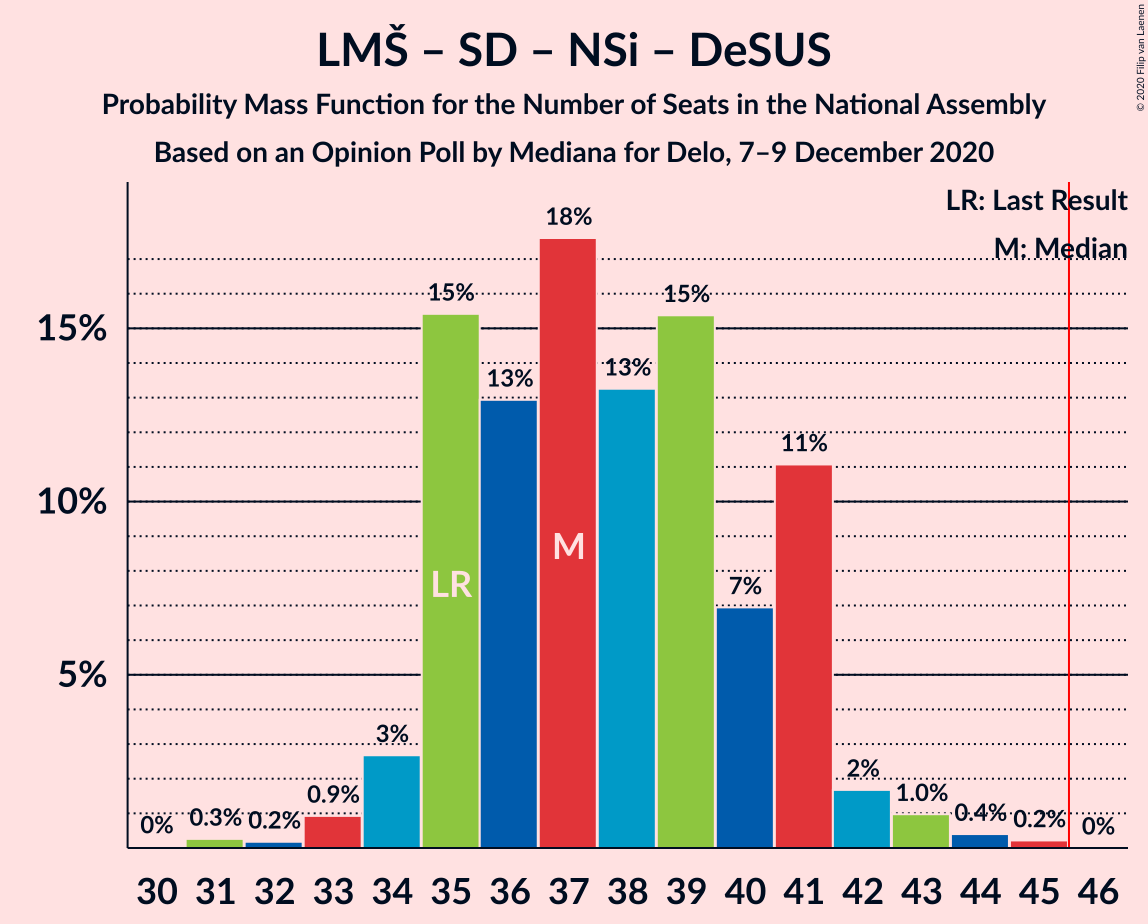 © 2020 Filip van Laenen
LMŠ – SD – NSi – DeSUS
Probability Mass Function for the Number of Seats in the National Assembly
Based on an Opinion Poll by Mediana for Delo, 7–9 December 2020
LR: Last Result
M: Median
15%
10%
5%
0%
0.3%
0.2%
0.9%
3%
15%
13%
18%
13%
15%
7%
11%
2%
1.0%
0.4%
0.2%
0%
LR
M
30 31 32 33 34 35 36 37 38 39 40 41 42 43 44 45 46